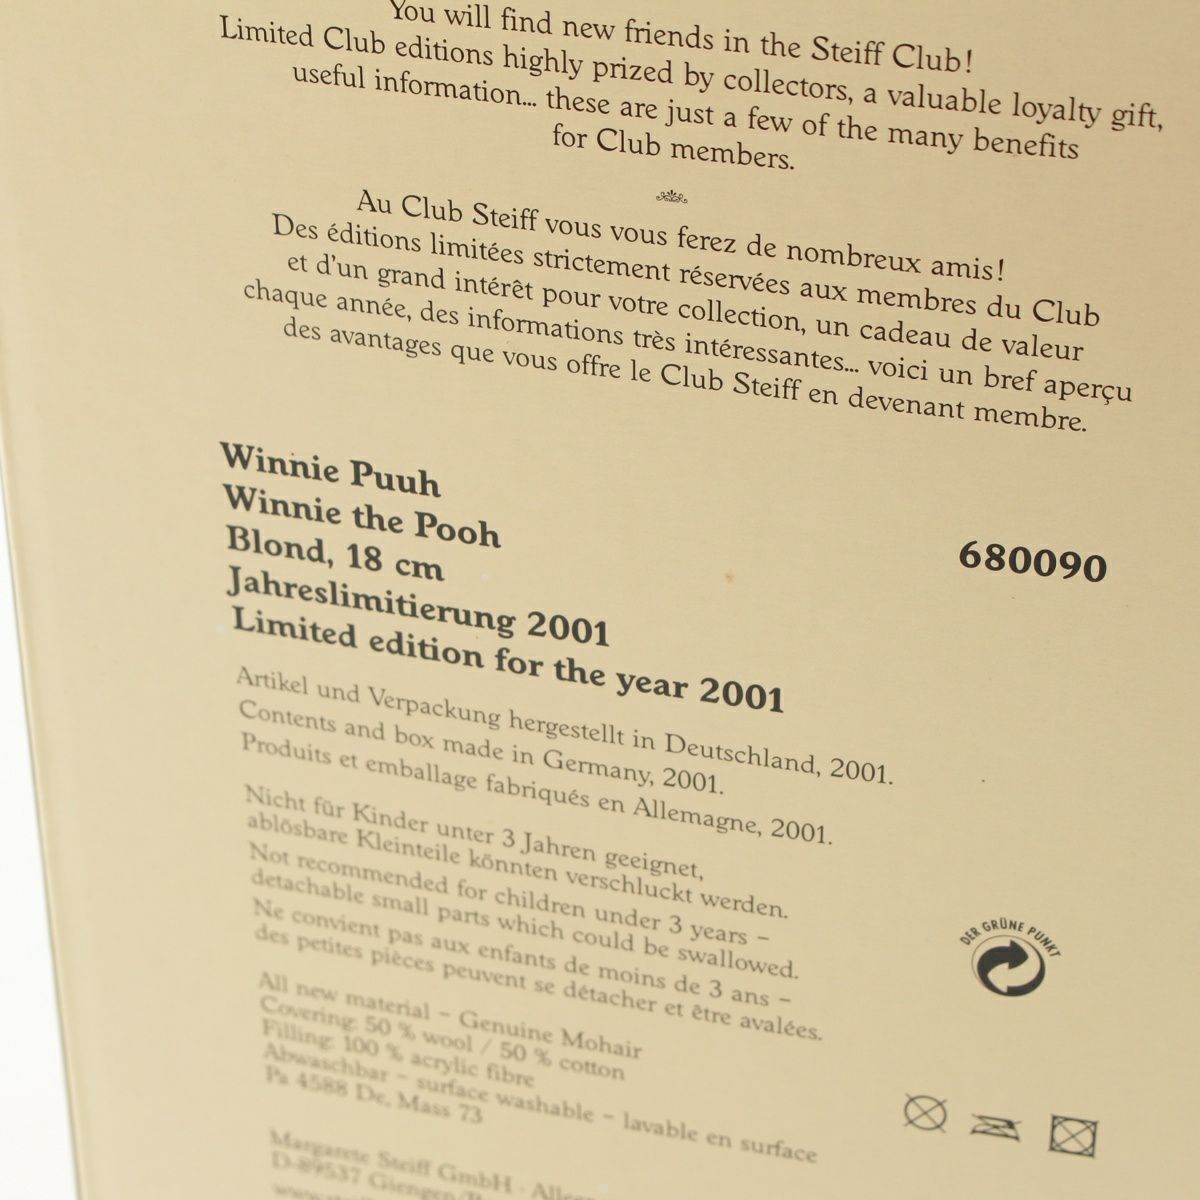 You will find new friends in the Steiff Club!
Limited Club editions highly prized by collectors, a valuable loyalty gift,
useful information... these are just a few of the many benefits
for Club members.
Au Club Steiff vous vous ferez de nombreux amis!
Des éditions limitées strictement réservées aux membres du Club
et d'un grand intérêt pour votre collection, un cadeau de valeur
chaque année, des informations très intéressantes... voici un bref aperçu
des avantages que vous offre le Club Steiff en devenant membre.
Winnie Puuh
Winnie the Pooh
Blond, 18 cm
680090
Jahreslimitierung 2001
Limited edition for the year 2001
Artikel und Verpackung hergestellt in Deutschland, 2001.
Contents and box made in Germany, 2001.
Produits et emballage fabriqués en Allemagne, 2001.
Nicht für Kinder unter 3 Jahren geeignet,
ablösbare Kleinteile könnten verschluckt werden.
Not recommended for children under 3 years –
detachable small parts which could be swallowed.
Ne convient pas aux enfants de moins de 3 ans –
des petites pièces peuvent se détacher et être avalées.
DER GRÜNE PUNKT
All new material – Genuine Mohair
Covering: 50 % wool / 50 % cotton
Filling: 100 % acrylic fibre
Abwaschbar – surface washable – lavable en surface
Pa 4588 De, Mass 73
Margarete Steiff GmbH ·
D-89537 Giengen/